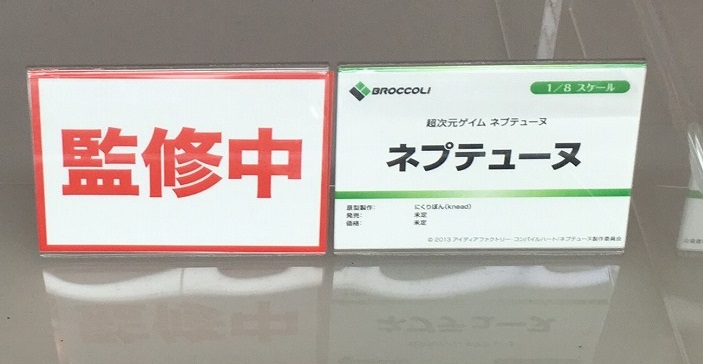 監修中
BROCCOLI
1/8 スケール
超次元ゲイム ネプテューヌ
ネプテューヌ
原型製作： にくりぽん(knead)
発売： 未定
価格： 未定
© 2013 アイディアファクトリー・コンパイルハート/ネプテューヌ製作委員会